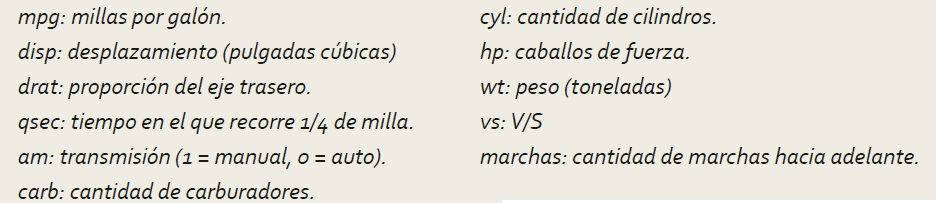 mpg: millas por galón.
cyl: cantidad de cilindros.
disp: desplazamiento (pulgadas cúbicas)
hp: caballos de fuerza.
drat: proporción del eje trasero.
wt: peso (toneladas)
qsec: tiempo en el que recorre 1/4 de milla.
vs: V/S
am: transmisión (1 = manual, 0 = auto).
marchas: cantidad de marchas hacia adelante.
carb: cantidad de carburadores.